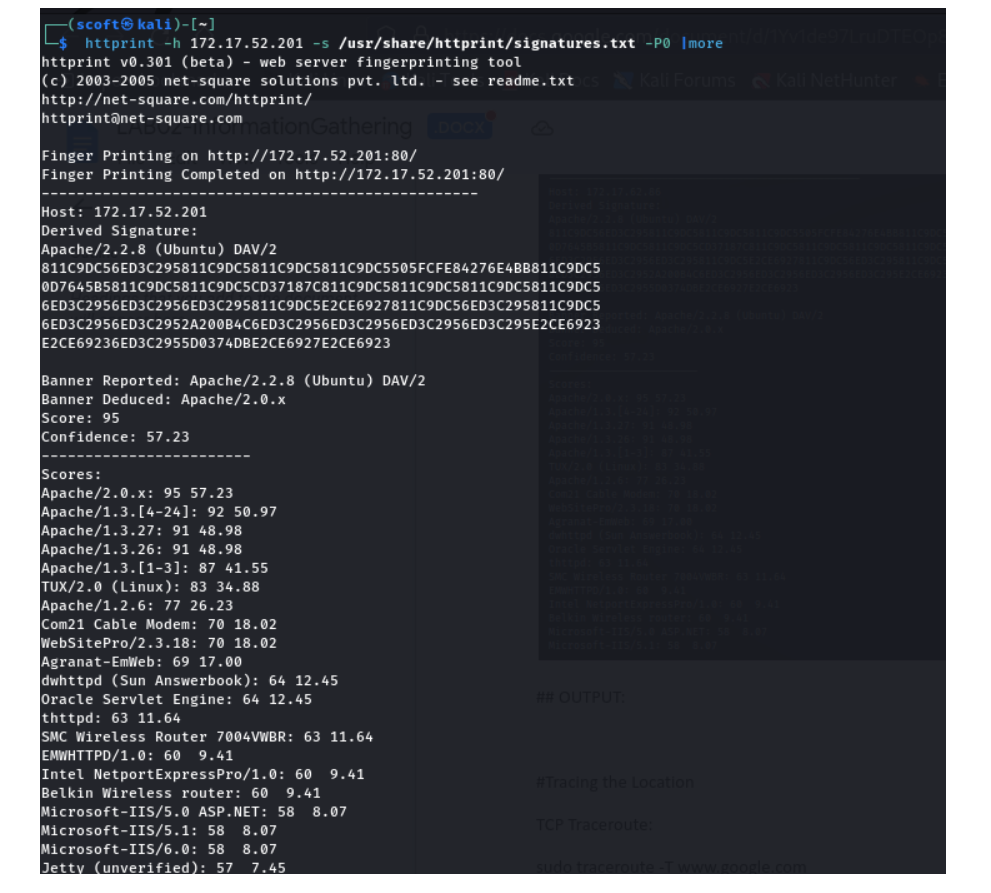 ┌──(scoft㉿kali)-[~]
└─$ httprint -h 172.17.52.201 -s /usr/share/httprint/signatures.txt -P0 |more
httprint v0.301 (beta) - web server fingerprinting tool
(c) 2003-2005 net-square solutions pvt. ltd. - see readme.txt
http://net-square.com/httprint/
httprint@net-square.com
Finger Printing on http://172.17.52.201:80/
Finger Printing Completed on http://172.17.52.201:80/
--------------------------------------------------
Host: 172.17.52.201
Derived Signature:
Apache/2.2.8 (Ubuntu) DAV/2
811C9DC56ED3C295811C9DC5811C9DC5811C9DC5505FCFE84276E4BB811C9DC5
0D7645B5811C9DC5811C9DC5CD37187C811C9DC5811C9DC5811C9DC5811C9DC5
6ED3C2956ED3C2956ED3C295811C9DC5E2CE6927811C9DC56ED3C295811C9DC5
6ED3C2956ED3C2952A200B4C6ED3C2956ED3C2956ED3C2956ED3C295E2CE6923
E2CE69236ED3C2955D0374DBE2CE6927E2CE6923
Banner Reported: Apache/2.2.8 (Ubuntu) DAV/2
Banner Deduced: Apache/2.0.x
Score: 95
Confidence: 57.23
------------------------
Scores:
Apache/2.0.x: 95 57.23
Apache/1.3.[4-24]: 92 50.97
Apache/1.3.27: 91 48.98
Apache/1.3.26: 91 48.98
Apache/1.3.[1-3]: 87 41.55
TUX/2.0 (Linux): 83 34.88
Apache/1.2.6: 77 26.23
Com21 Cable Modem: 70 18.02
WebSitePro/2.3.18: 70 18.02
Agranat-EmWeb: 69 17.00
dwhttpd (Sun Answerbook): 64 12.45
Oracle Servlet Engine: 64 12.45
thttpd: 63 11.64
SMC Wireless Router 7004VWBR: 63 11.64
EMWHTTPD/1.0: 60  9.41
Intel NetportExpressPro/1.0: 60  9.41
Belkin Wireless router: 60  9.41
Microsoft-IIS/5.0 ASP.NET: 58  8.07
Microsoft-IIS/5.1: 58  8.07
Microsoft-IIS/6.0: 58  8.07
Jetty (unverified): 57  7.45
Kali Forums
Kali NetHunter
LAB02-InformationGathering
.DOCX
## OUTPUT:
#Tracing the Location
TCP Traceroute:
sudo traceroute -T www.google.com